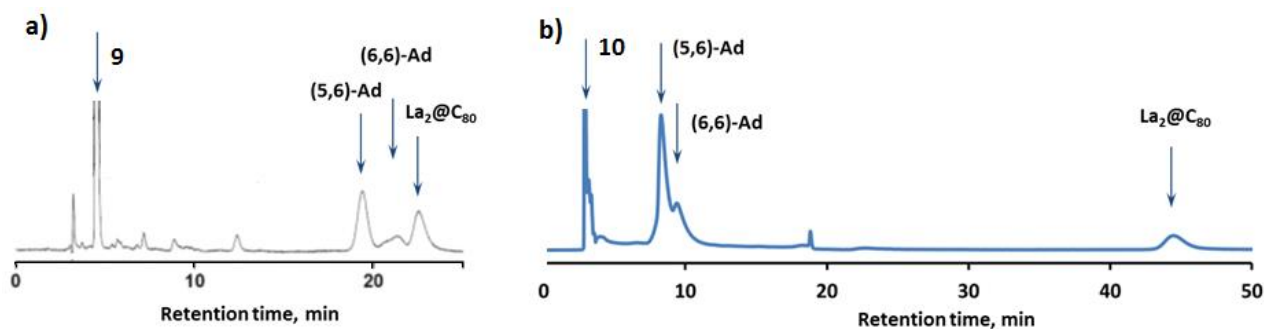 a)
9
(6,6)-Ad
(5,6)-Ad
La₂@C₈₀
0 10 20
Retention time, min
b)
10
(5,6)-Ad
(6,6)-Ad
La₂@C₈₀
0 10 20 30 40 50
Retention time, min